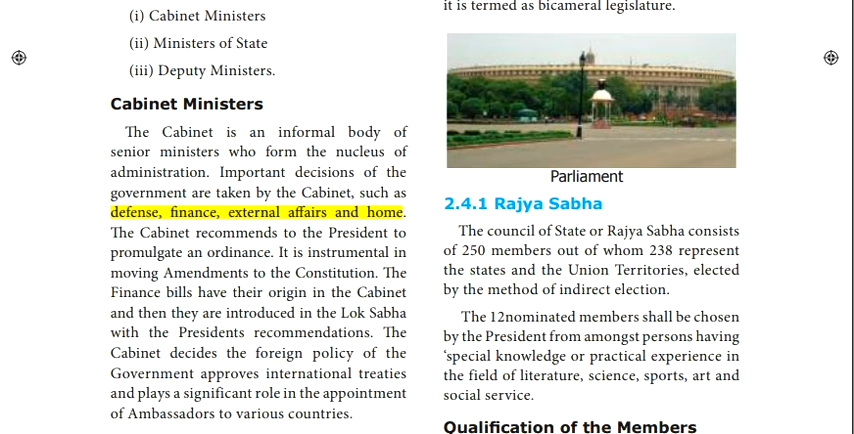 (i) Cabinet Ministers
(ii) Ministers of State
(iii) Deputy Ministers.
Cabinet Ministers
The Cabinet is an informal body of
senior ministers who form the nucleus of
administration. Important decisions of the
government are taken by the Cabinet, such as
defense, finance, external affairs and home.
The Cabinet recommends to the President to
promulgate an ordinance. It is instrumental in
moving Amendments to the Constitution. The
Finance bills have their origin in the Cabinet
and then they are introduced in the Lok Sabha
with the Presidents recommendations. The
Cabinet decides the foreign policy of the
Government approves international treaties
and plays a significant role in the appointment
of Ambassadors to various countries.
it is termed as bicameral legislature.
Parliament
2.4.1 Rajya Sabha
The council of State or Rajya Sabha consists
of 250 members out of whom 238 represent
the states and the Union Territories, elected
by the method of indirect election.
The 12nominated members shall be chosen
by the President from amongst persons having
‘special knowledge or practical experience in
the field of literature, science, sports, art and
social service.
Qualification of the Members